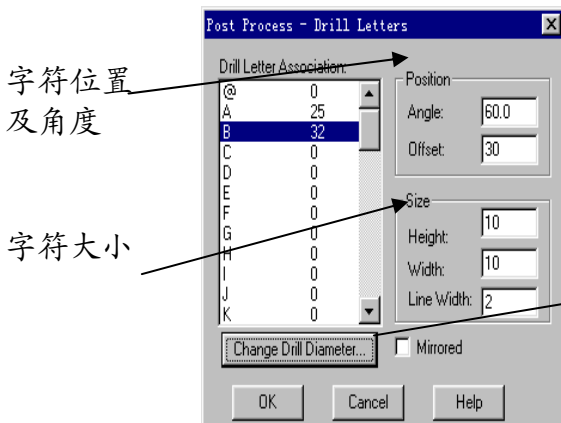 Post Process - Drill Letters
字符位置
及角度
字符大小
Drill Letter Association:
@ 0
A 25
B 32
C 0
D 0
E 0
F 0
G 0
H 0
I 0
J 0
K 0
Change Drill Diameter...
Position
Angle: 60.0
Offset: 30
Size
Height: 10
Width: 10
Line Width: 2
Mirrored
OK Cancel Help